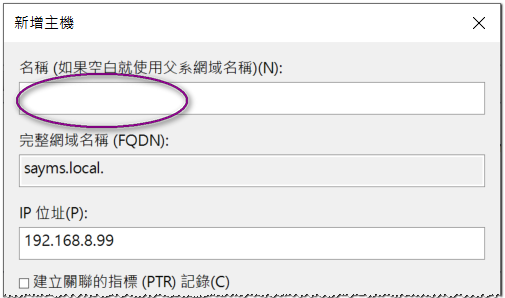 新增主機
名稱 (如果空白就使用父系網域名稱)(N):
完整網域名稱 (FQDN):
sayms.local.
IP 位址(P):
192.168.8.99
建立關聯的指標 (PTR) 記錄(C)